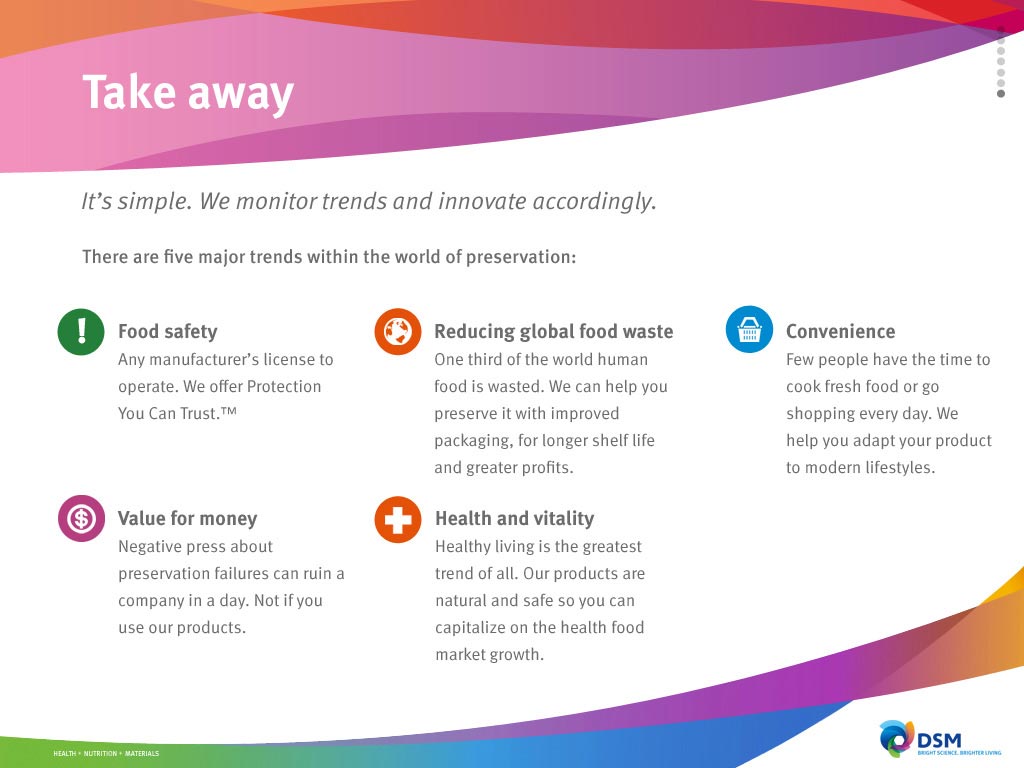 Take away
It's simple. We monitor trends and innovate accordingly.
There are five major trends within the world of preservation:
Food safety
Any manufacturer's license to
operate. We offer Protection
You Can Trust.™
Reducing global food waste
One third of the world human
food is wasted. We can help you
preserve it with improved
packaging, for longer shelf life
and greater profits.
Convenience
Few people have the time to
cook fresh food or go
shopping every day. We
help you adapt your product
to modern lifestyles.
Value for money
Negative press about
preservation failures can ruin a
company in a day. Not if you
use our products.
Health and vitality
Healthy living is the greatest
trend of all. Our products are
natural and safe so you can
capitalize on the health food
market growth.
HEALTH • NUTRITION • MATERIALS
DSM
BRIGHT SCIENCE. BRIGHTER LIVING.